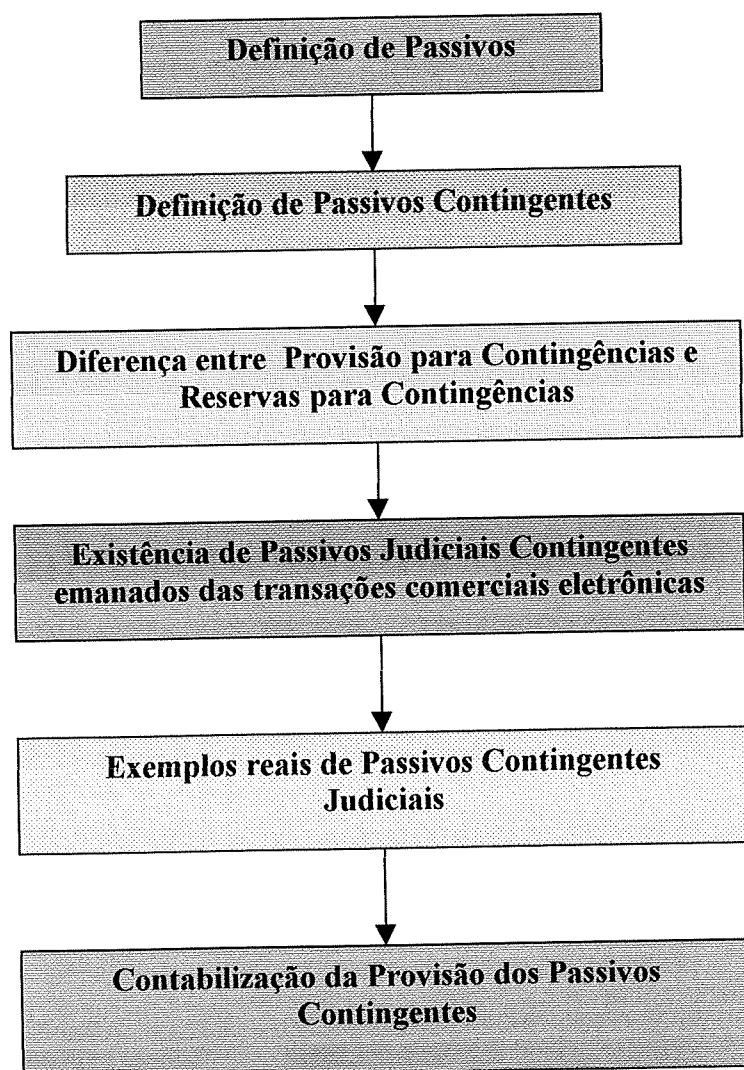 Definição de Passivos
Definição de Passivos Contingentes
Diferença entre Provisão para Contingências e
Reservas para Contingências
Existência de Passivos Judiciais Contingentes
emanados das transações comerciais eletrônicas
Exemplos reais de Passivos Contingentes
Judiciais
Contabilização da Provisão dos Passivos
Contingentes